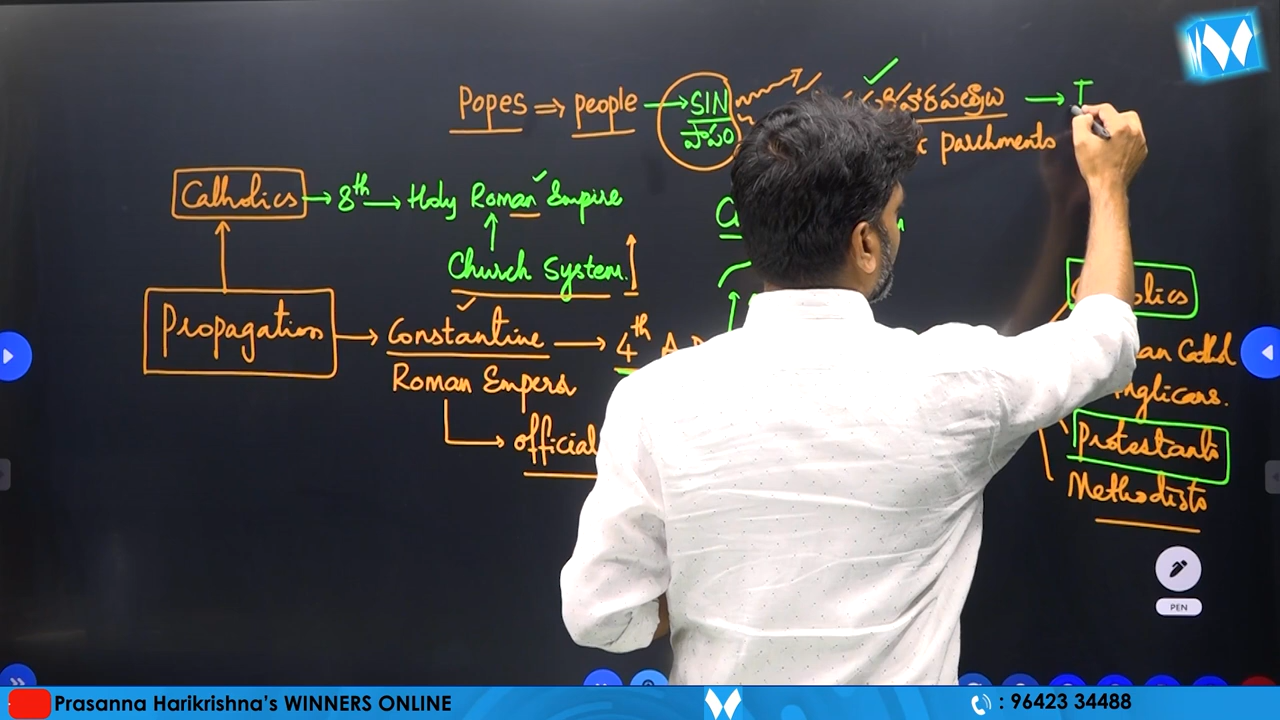 Popes ⇒ people → SIN
పాపం
పరిహారపత్రాలు → I
parchments
Catholics → 8th → Holy Roman Empire
Church System.
Propagation → Constantine → 4th A.D
Roman Emperor
official
Catholics
Anglicans.
Protestants
Methodists
PEN
Prasanna Harikrishna's WINNERS ONLINE
: 96423 34488